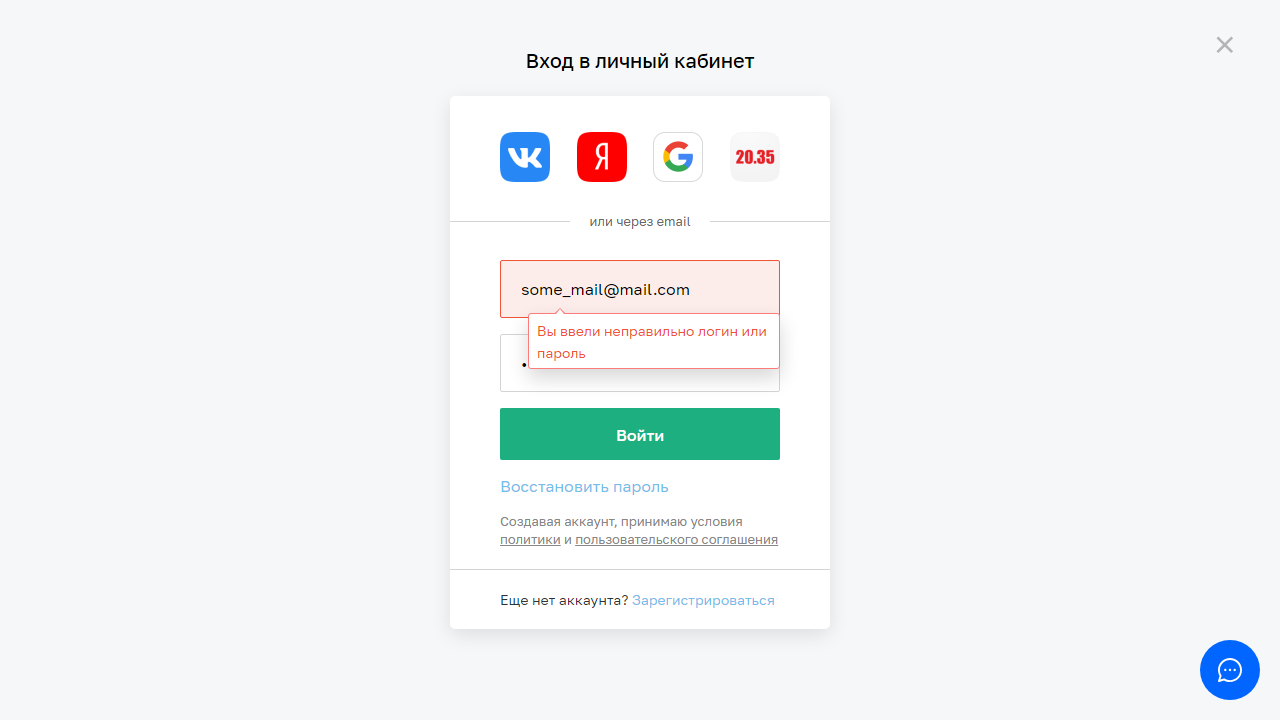 Вход в личный кабинет
20.35
или через email
some_mail@mail.com
Вы ввели неправильно логин или
пароль
Войти
Восстановить пароль
Создавая аккаунт, принимаю условия
политики и пользовательского соглашения
Еще нет аккаунта? Зарегистрироваться